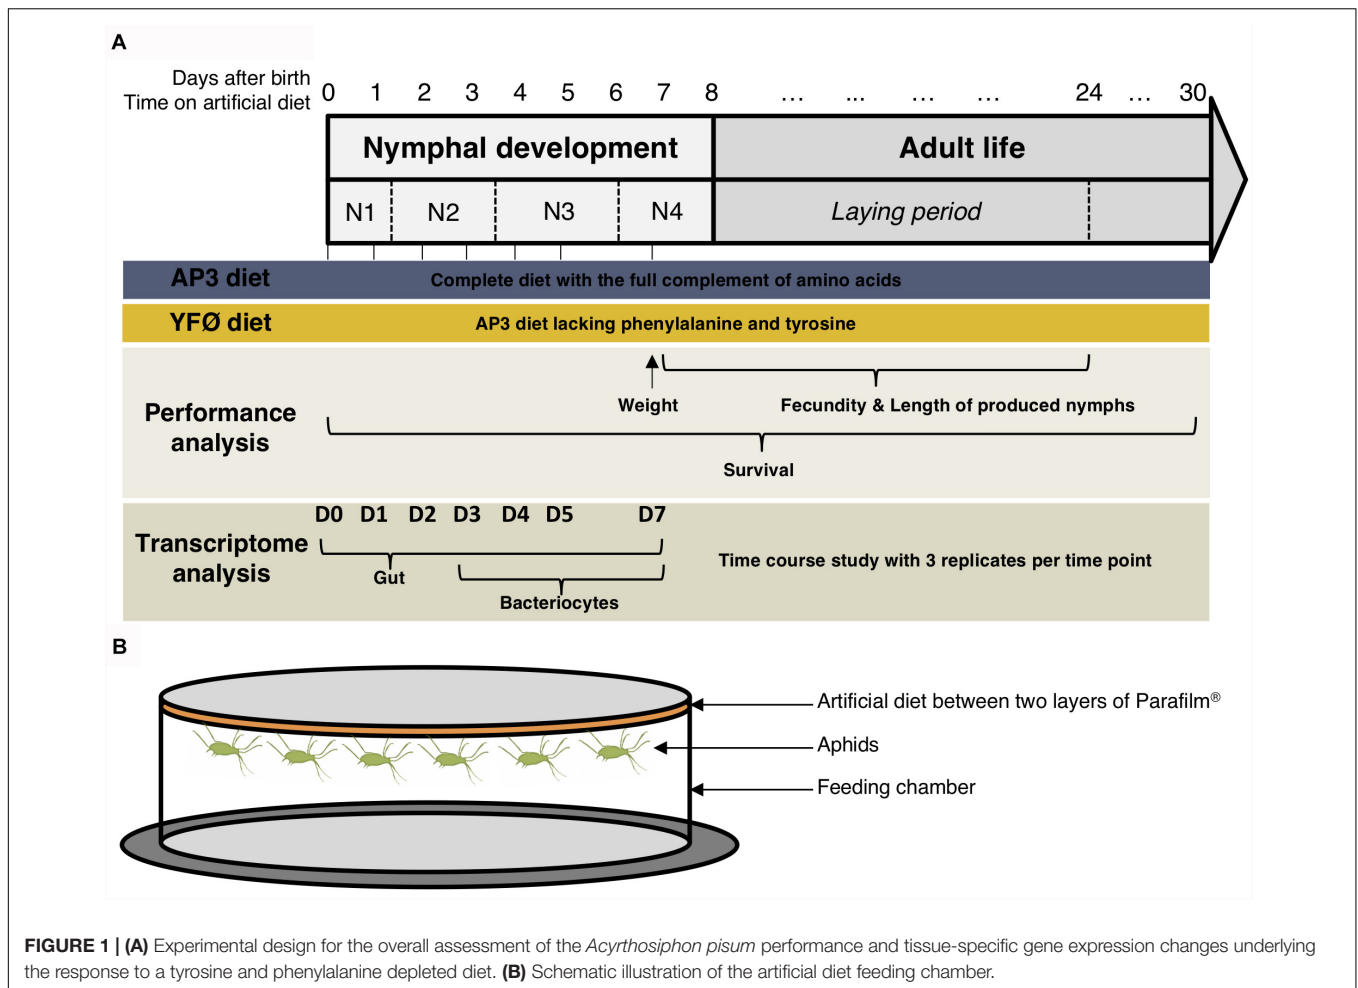 A
Days after birth
Time on artificial diet
0 1 2 3 4 5 6 7 8 … ... … … 24 … 30
Nymphal development
Adult life
N1 N2 N3 N4
Laying period
AP3 diet
Complete diet with the full complement of amino acids
YFØ diet
AP3 diet lacking phenylalanine and tyrosine
Performance
analysis
Weight
Fecundity & Length of produced nymphs
Survival
Transcriptome
analysis
D0 D1 D2 D3 D4 D5 D7
Gut
Bacteriocytes
Time course study with 3 replicates per time point
B
Artificial diet between two layers of Parafilm®
Aphids
Feeding chamber
FIGURE 1 | (A) Experimental design for the overall assessment of the Acyrthosiphon pisum performance and tissue-specific gene expression changes underlying
the response to a tyrosine and phenylalanine depleted diet. (B) Schematic illustration of the artificial diet feeding chamber.